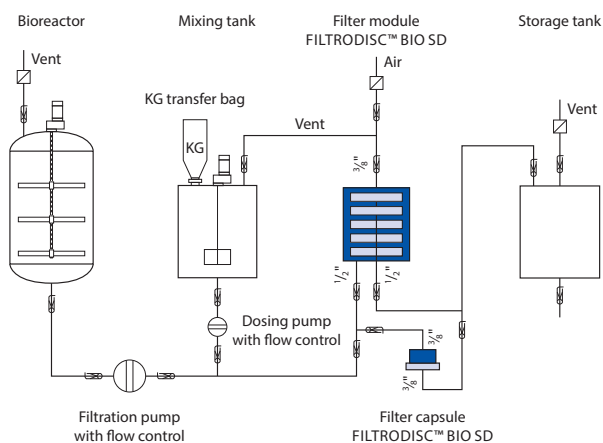 Bioreactor
Mixing tank
Filter module
FILTRODISC™ BIO SD
Storage tank
Vent
Air
Vent
KG transfer bag
KG
Vent
3/8"
1/2"
1/2"
Dosing pump
with flow control
3/8"
3/8"
Filtration pump
with flow control
Filter capsule
FILTRODISC™ BIO SD